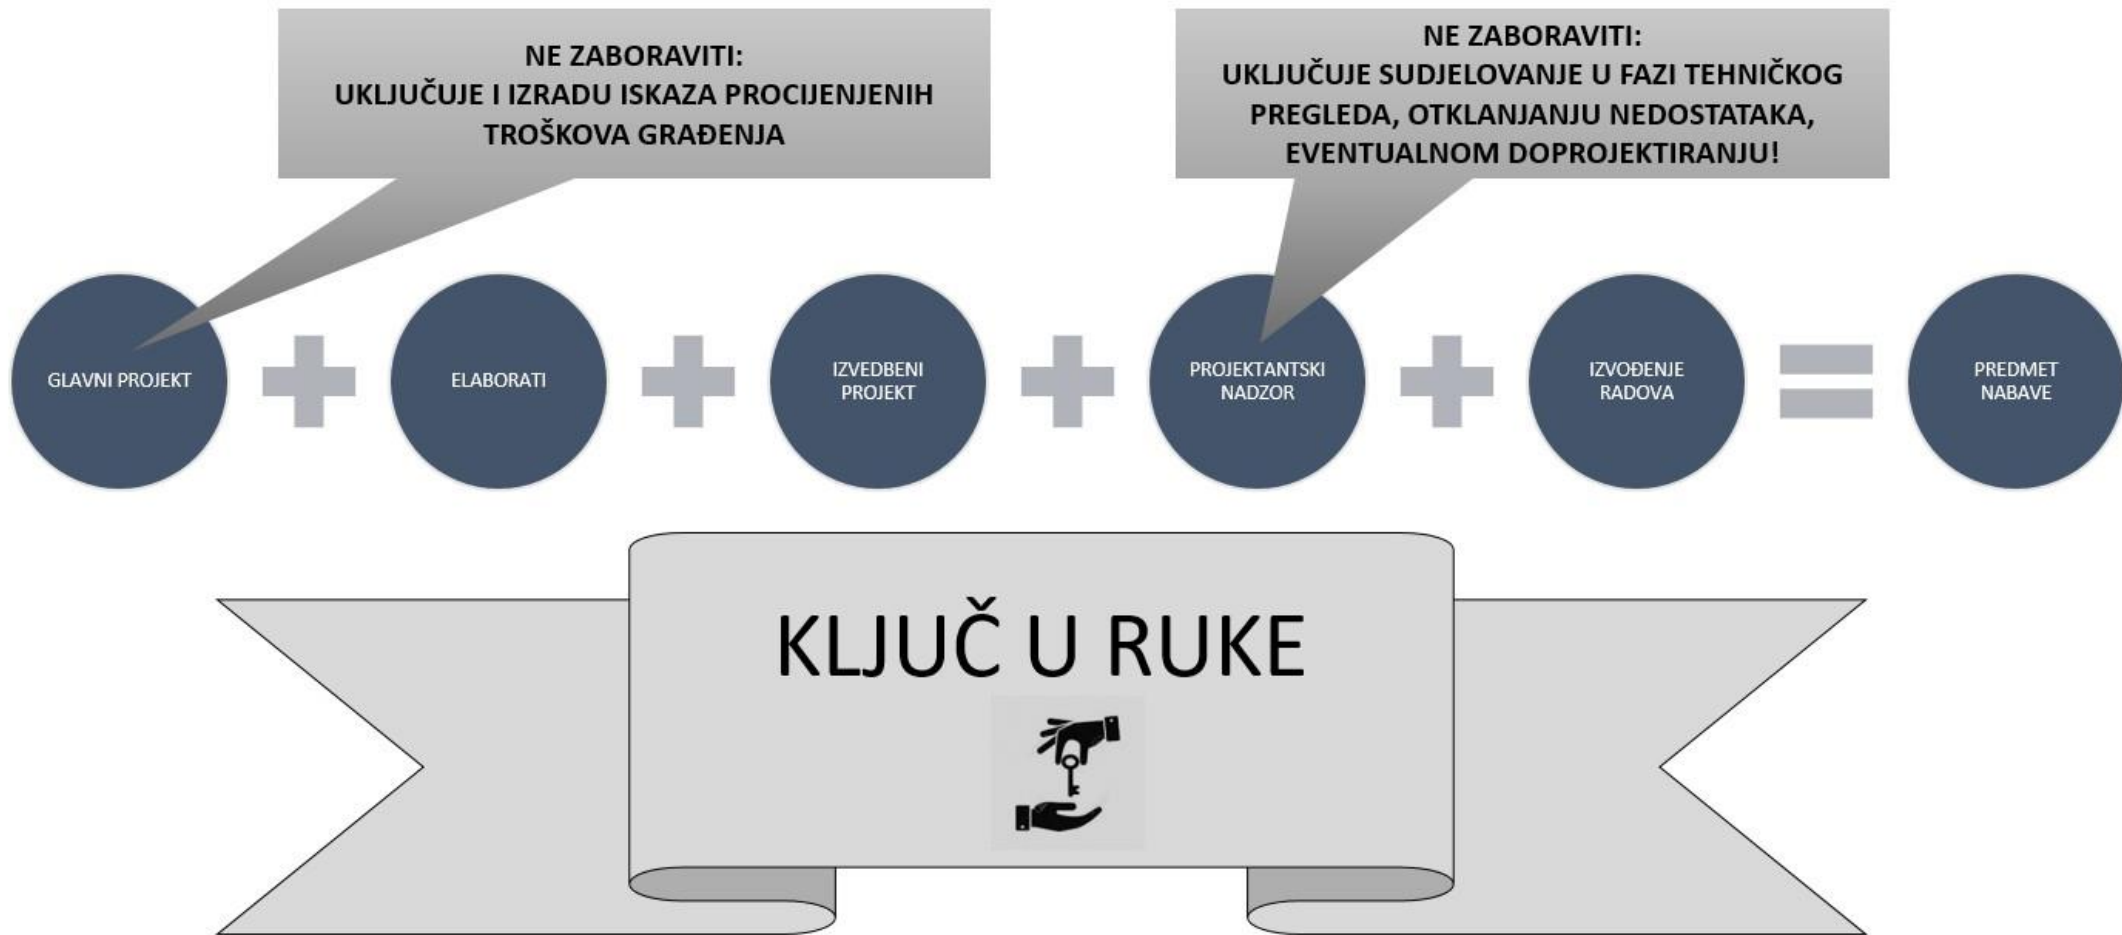 NE ZABORAVITI:
UKLJUČUJE I IZRADU ISKAZA PROCIJENJENIH
TROŠKOVA GRAĐENJA
NE ZABORAVITI:
UKLJUČUJE SUDJELOVANJE U FAZI TEHNIČKOG
PREGLEDA, OTKLANJANJU NEDOSTATAKA,
EVENTUALNOM DOPROJEKTIRANJU!
GLAVNI PROJEKT
ELABORATI
IZVEDBENI
PROJEKT
PROJEKTANTSKI
NADZOR
IZVOĐENJE
RADOVA
PREDMET
NABAVE
KLJUČ U RUKE